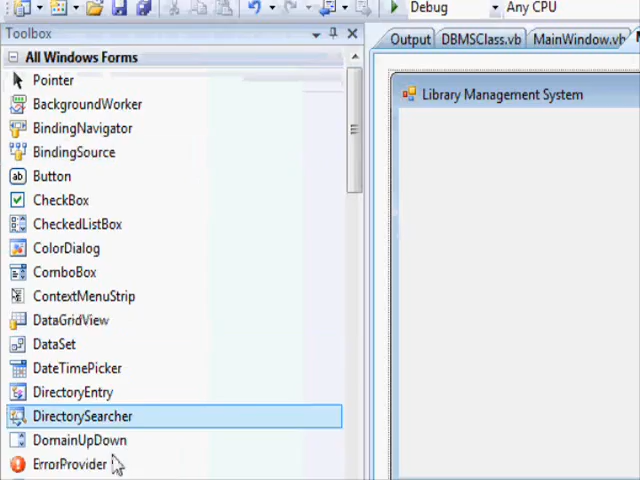 Debug
Any CPU
Toolbox
Output
DBMSClass.vb
MainWindow.vb
All Windows Forms
Pointer
BackgroundWorker
BindingNavigator
BindingSource
ab Button
CheckBox
CheckedListBox
ColorDialog
ComboBox
ContextMenuStrip
DataGridView
DataSet
DateTimePicker
DirectoryEntry
DirectorySearcher
DomainUpDown
ErrorProvider
Library Management System